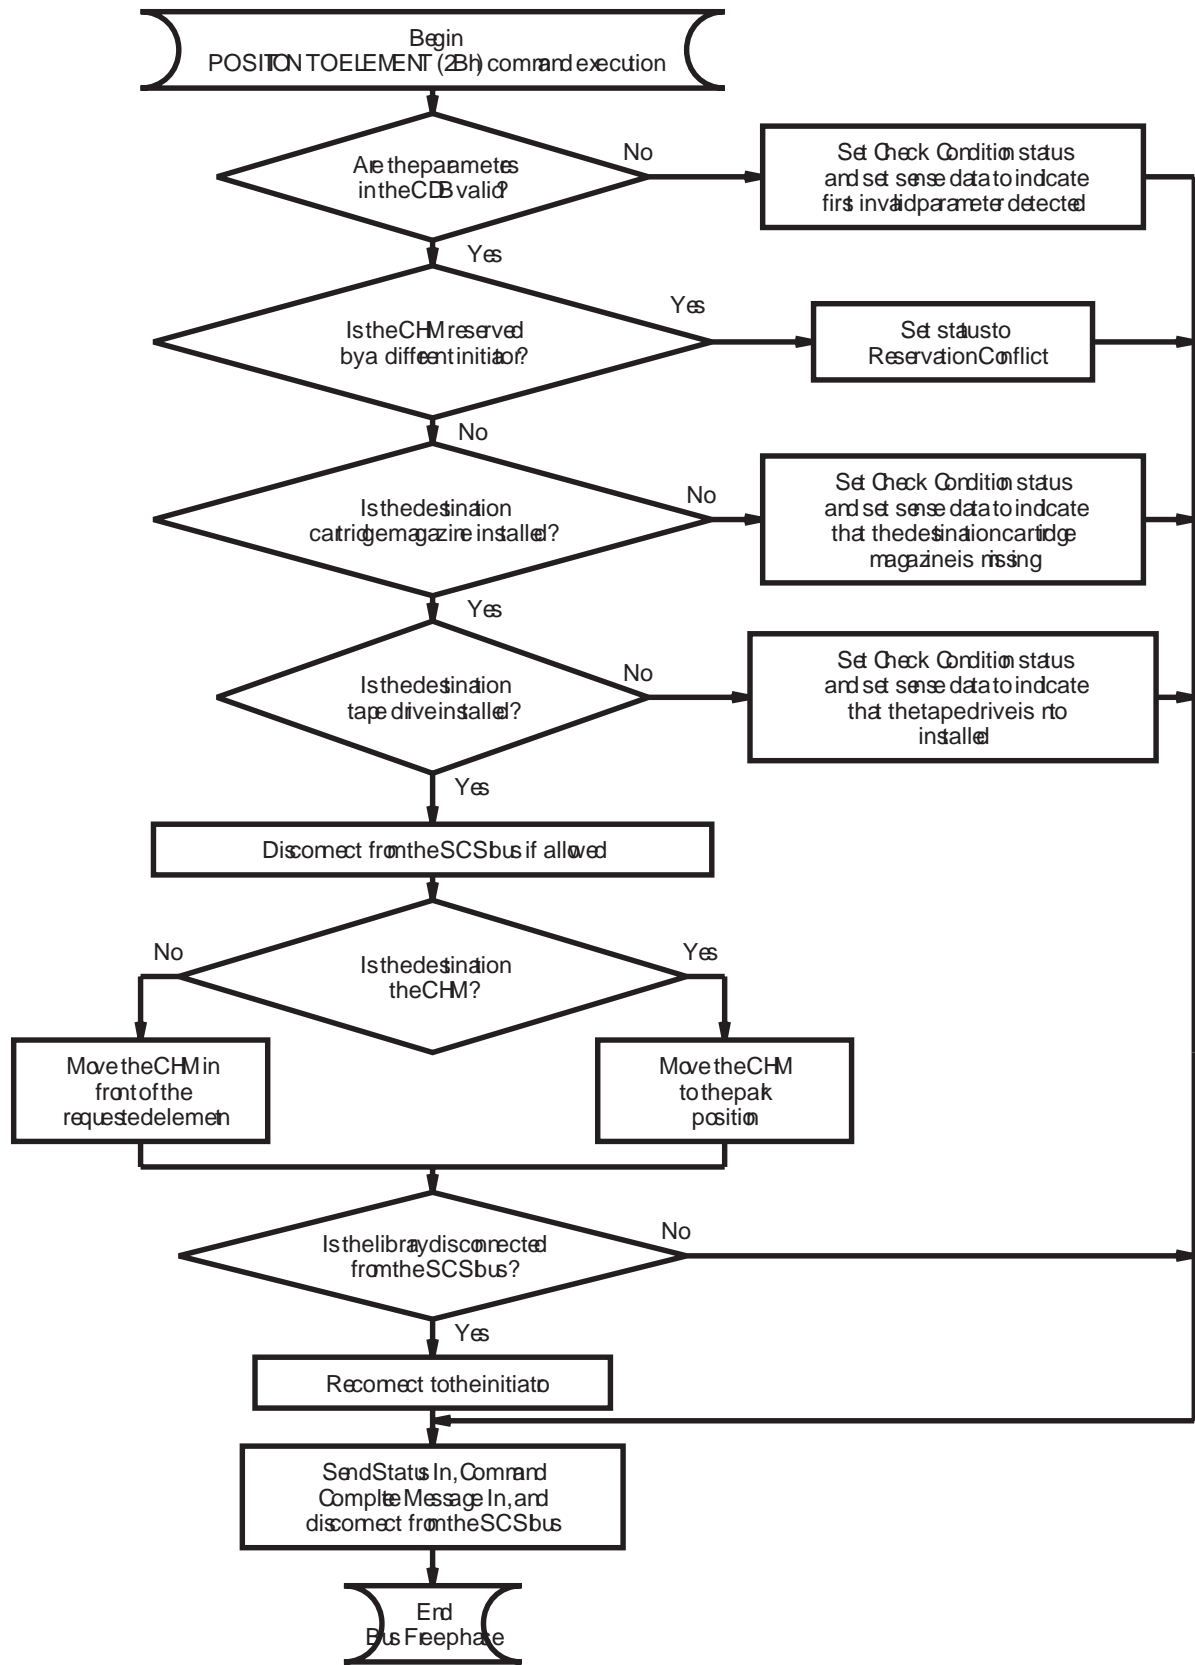 Begin
POSITION TO ELEMENT (2Bh) command execution
Are the parameters
in the CDB valid?
No
Set Check Condition status
and set sense data to indicate
first invalid parameter detected
Yes
Is the CHM reserved
by a different initiator?
Yes
Set status to
Reservation Conflict
No
Is the destination
cartridge magazine installed?
No
Set Check Condition status
and set sense data to indicate
that the destination cartridge
magazine is missing
Yes
Is the destination
tape drive installed?
No
Set Check Condition status
and set sense data to indicate
that the tape drive is not
installed
Yes
Disconnect from the SCSI bus if allowed
No
Is the destination
the CHM?
Yes
Move the CHM in
front of the
requested element
Move the CHM
to the park
position
Is the library disconnected
from the SCSI bus?
No
Yes
Reconnect to the initiator
Send Status In, Command
Complete Message In, and
disconnect from the SCSI bus
End
Bus Free phase